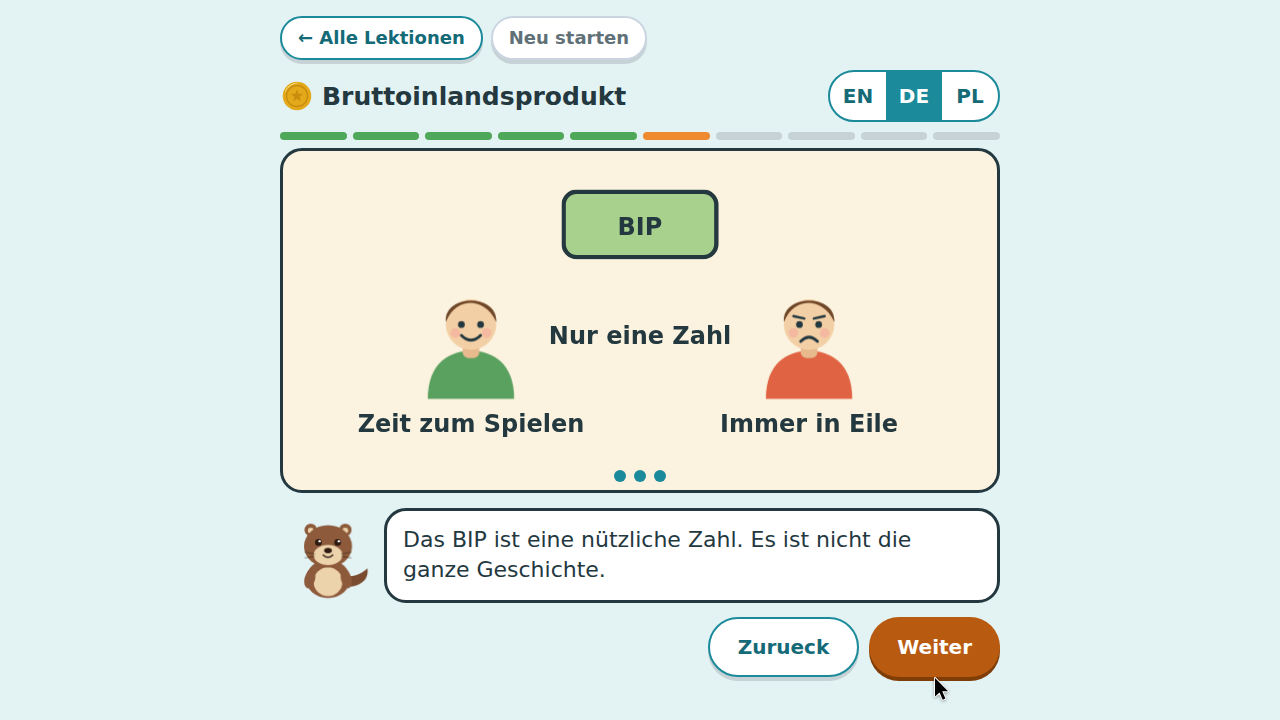 ← Alle Lektionen
Neu starten
Bruttoinlandsprodukt
EN
DE
PL
BIP
Nur eine Zahl
Zeit zum Spielen
Immer in Eile
Das BIP ist eine nützliche Zahl. Es ist nicht die
ganze Geschichte.
Zurueck
Weiter